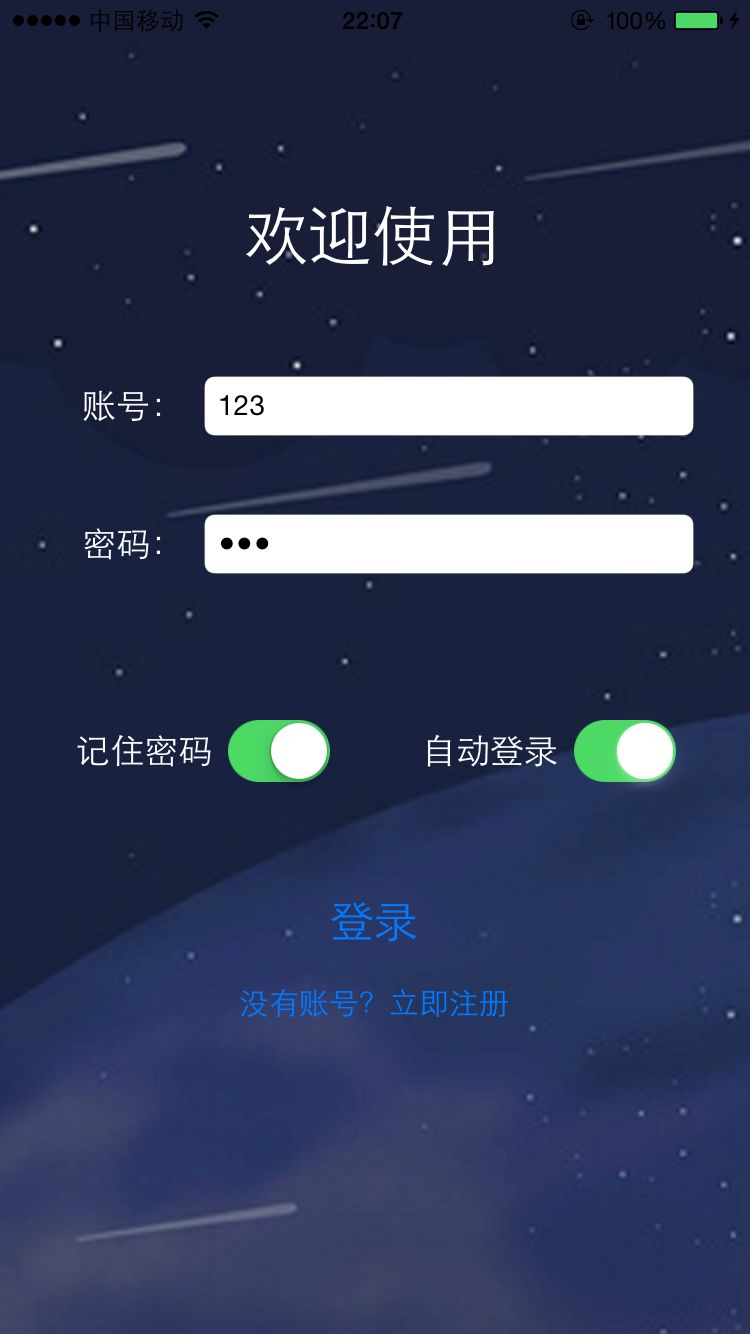 中国移动 22:07 100%
欢迎使用
账号： 123
密码： •••
记住密码 自动登录
登录
没有账号？立即注册